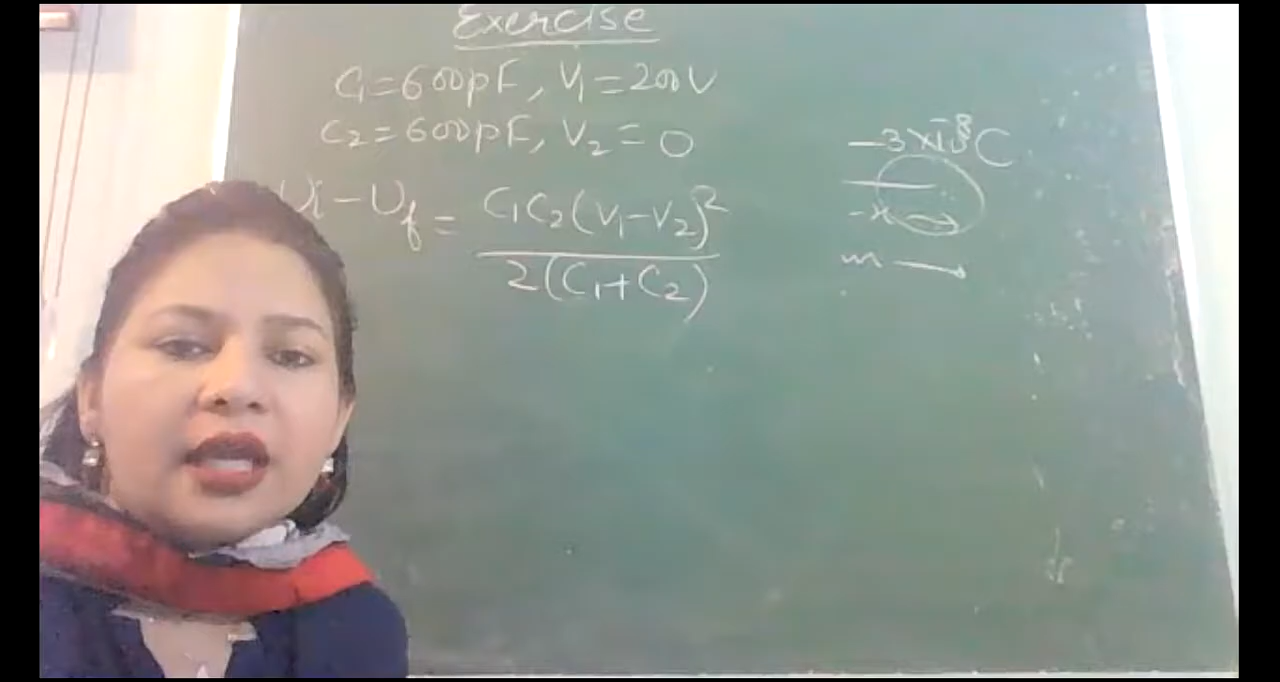 Exercise
C₁=600pF, V₁=200V
C₂=600pF, V₂=0
Ui-Uf = C₁C₂(V₁-V₂)²
2(C₁+C₂)
-3×10⁻⁸C
-x
m